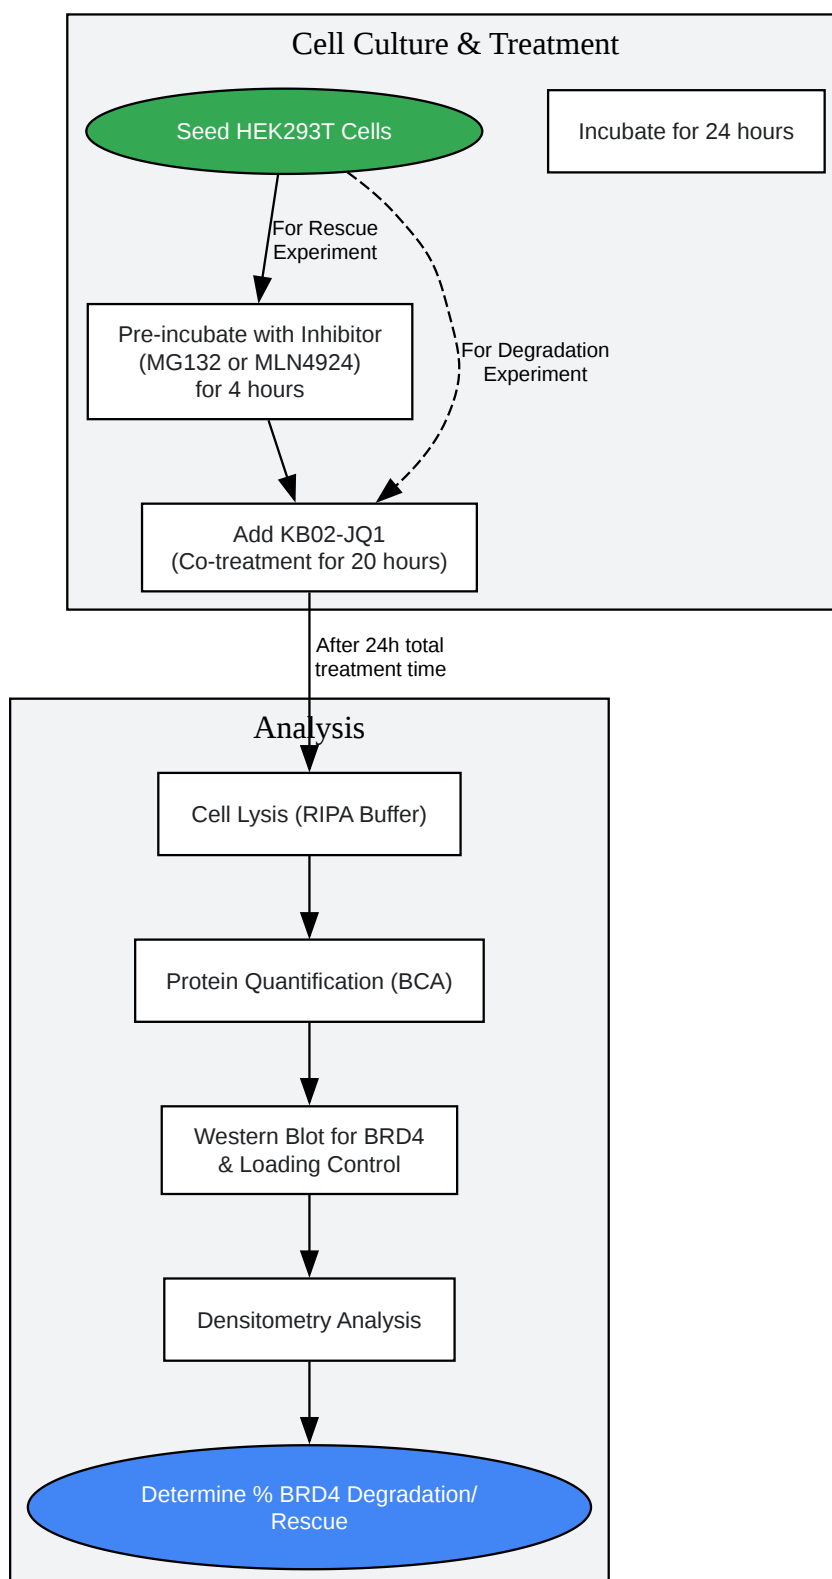 Cell Culture & Treatment
Seed HEK293T Cells
Incubate for 24 hours
For Rescue
Experiment
Pre-incubate with Inhibitor
(MG132 or MLN4924)
for 4 hours
For Degradation
Experiment
Add KB02-JQ1
(Co-treatment for 20 hours)
After 24h total
treatment time
Analysis
Cell Lysis (RIPA Buffer)
Protein Quantification (BCA)
Western Blot for BRD4
& Loading Control
Densitometry Analysis
Determine % BRD4 Degradation/
Rescue